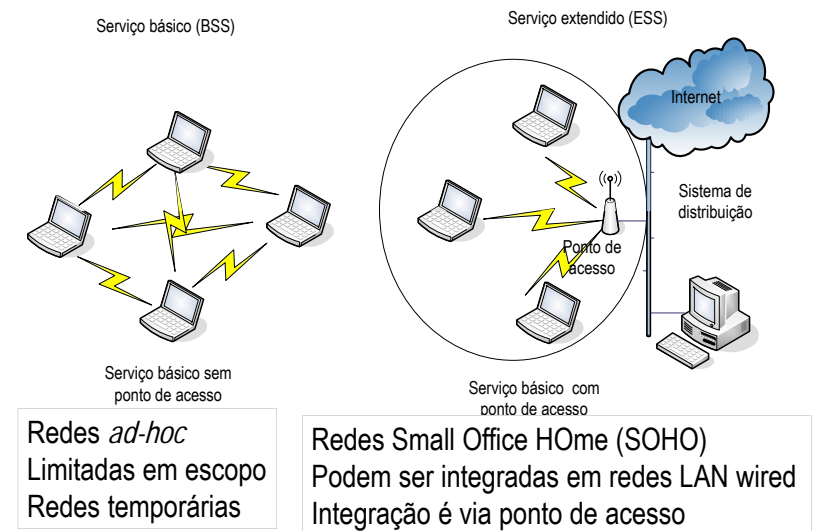 Serviço básico (BSS)
Serviço básico sem
ponto de acesso
Redes ad-hoc
Limitadas em escopo
Redes temporárias
Serviço extendido (ESS)
Internet
Sistema de
distribuição
Ponto de
acesso
Serviço básico com
ponto de acesso
Redes Small Office HOme (SOHO)
Podem ser integradas em redes LAN wired
Integração é via ponto de acesso